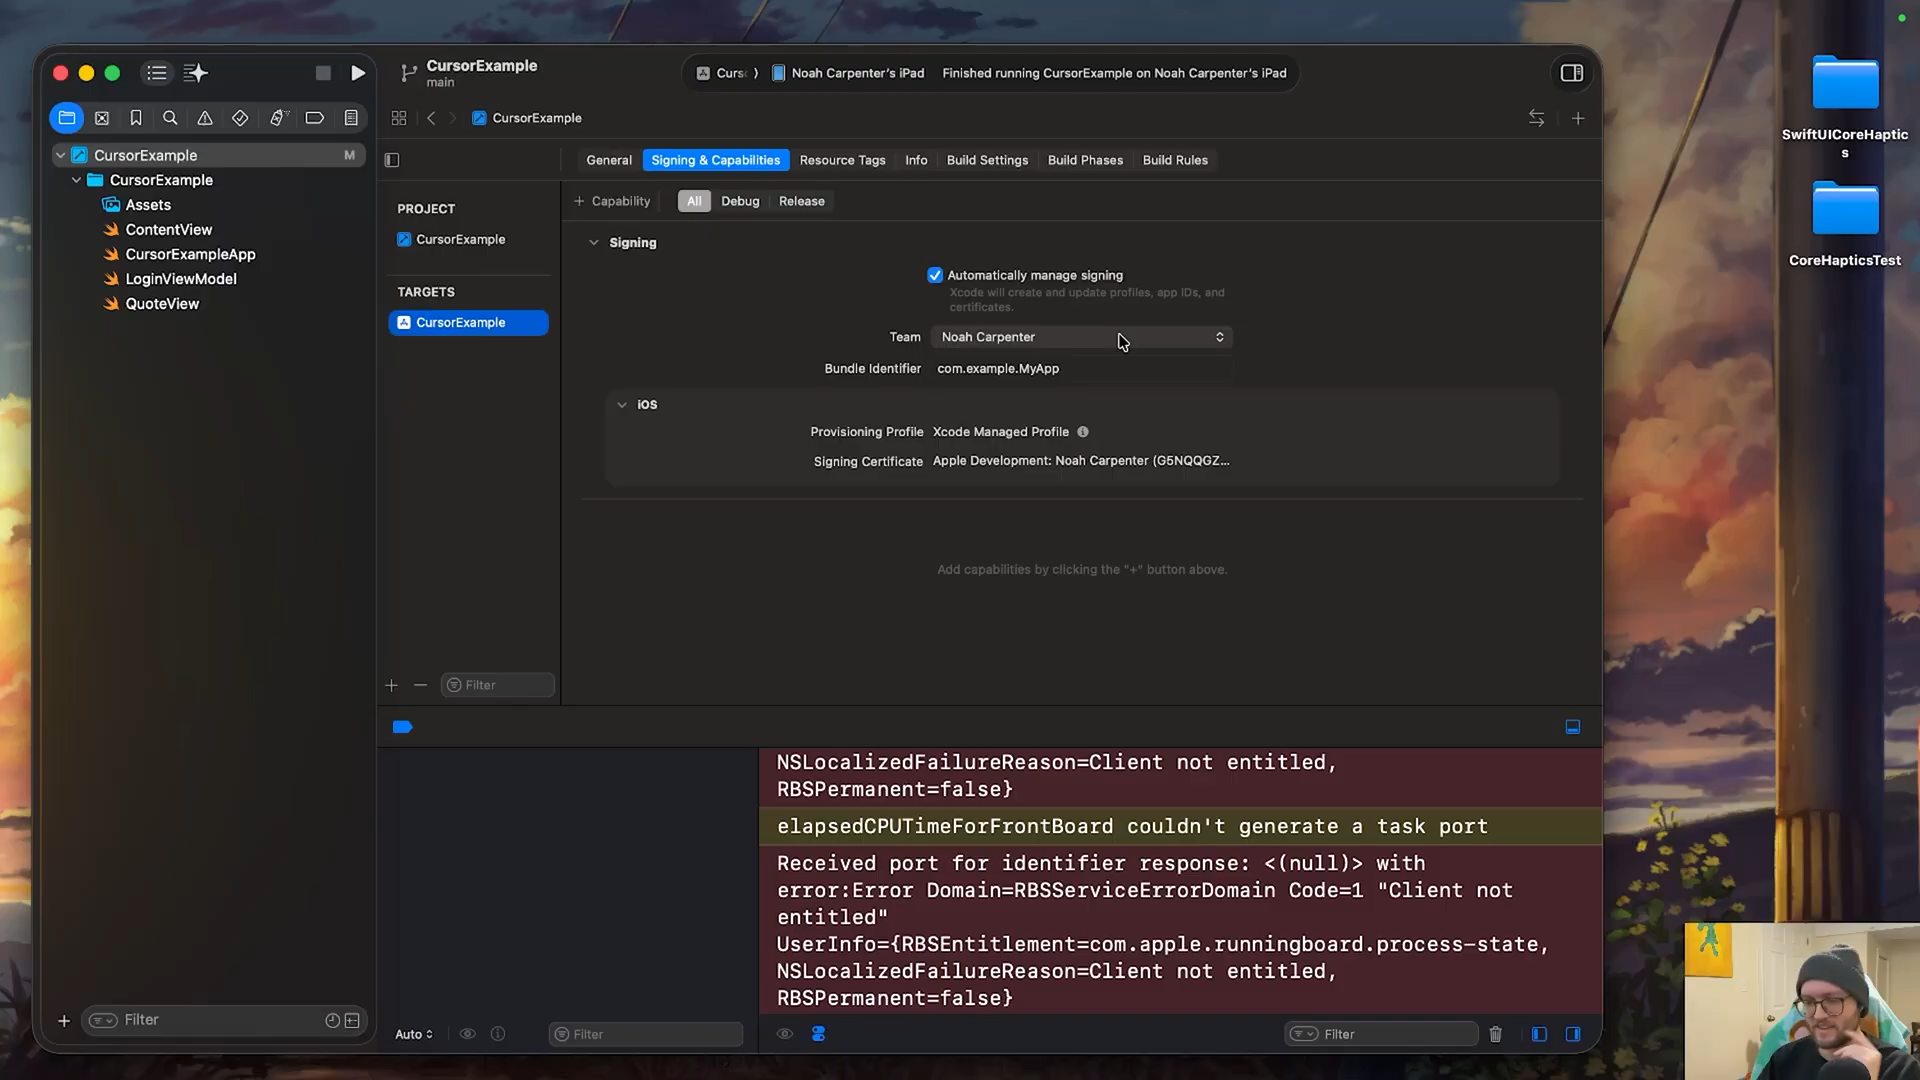 CursorExample
main
Curs
Noah Carpenter's iPad
Finished running CursorExample on Noah Carpenter's iPad
CursorExample
CursorExample
M
CursorExample
Assets
ContentView
CursorExampleApp
LoginViewModel
QuoteView
Filter
General
Signing & Capabilities
Resource Tags
Info
Build Settings
Build Phases
Build Rules
PROJECT
CursorExample
TARGETS
CursorExample
Filter
+ Capability
All
Debug
Release
Signing
Automatically manage signing
Xcode will create and update profiles, app IDs, and
certificates.
Team
Noah Carpenter
Bundle Identifier
com.example.MyApp
iOS
Provisioning Profile
Xcode Managed Profile
Signing Certificate
Apple Development: Noah Carpenter (G5NQQGZ...
Add capabilities by clicking the "+" button above.
NSLocalizedFailureReason=Client not entitled,
RBSPermanent=false}
elapsedCPUTimeForFrontBoard couldn't generate a task port
Received port for identifier response: <(null)> with
error:Error Domain=RBSServiceErrorDomain Code=1 "Client not
entitled"
UserInfo={RBSEntitlement=com.apple.runningboard.process-state,
NSLocalizedFailureReason=Client not entitled,
RBSPermanent=false}
Auto
Filter
Filter
SwiftUICoreHaptic
s
CoreHapticsTest